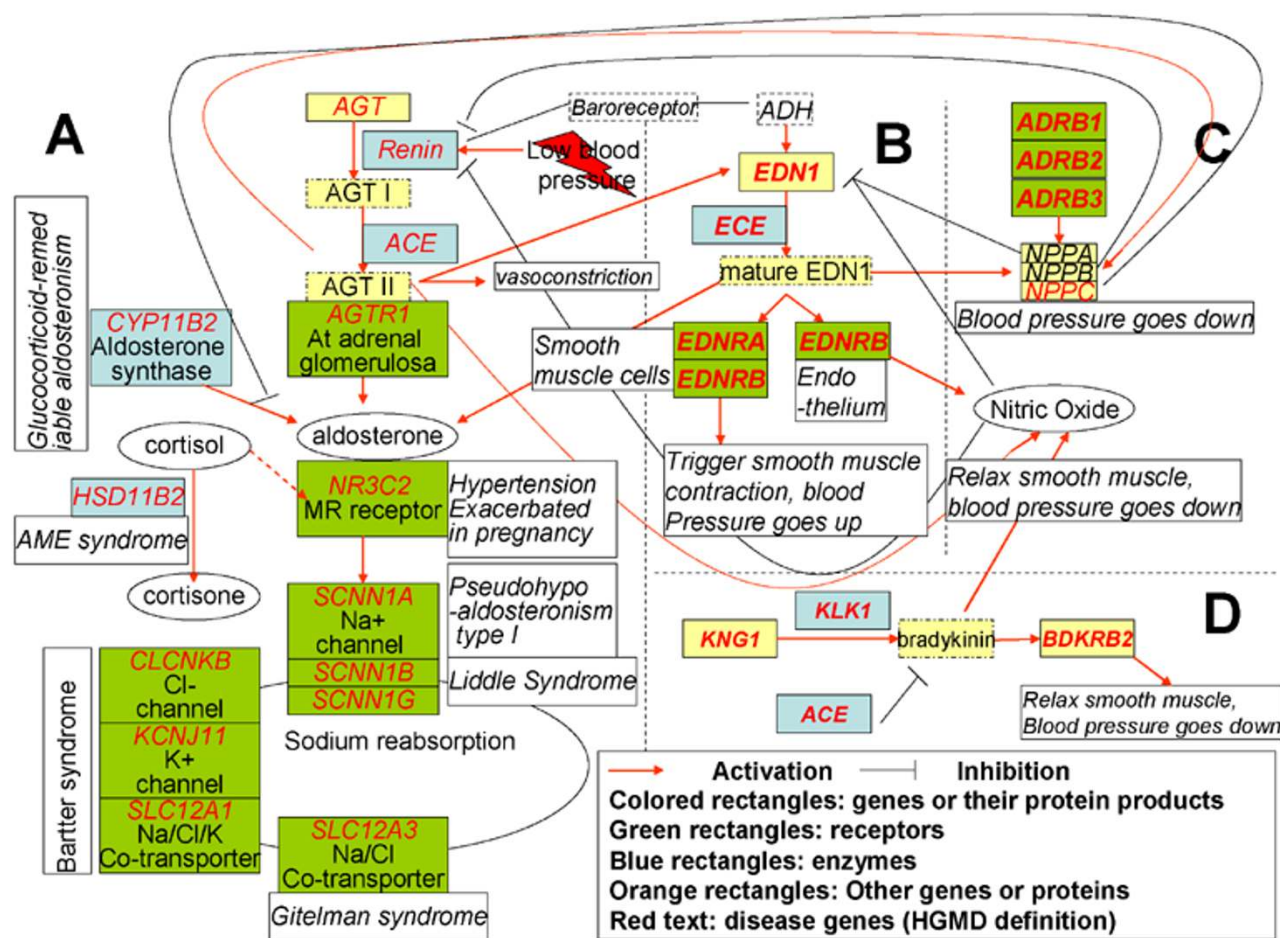 A
Glucocorticoid-remed
iable aldosteronism
AGT
Renin
AGT I
ACE
AGT II
AGTR1
At adrenal
glomerulosa
vasoconstriction
Low blood
pressure
Baroreceptor
CYP11B2
Aldosterone
synthase
cortisol
HSD11B2
AME syndrome
cortisone
aldosterone
NR3C2
MR receptor
Hypertension
Exacerbated
in pregnancy
SCNN1A
Na+
channel
SCNN1B
SCNN1G
Pseudohypo
-aldosteronism
type I
Liddle Syndrome
Sodium reabsorption
Bartter syndrome
CLCNKB
Cl-
channel
KCNJ11
K+
channel
SLC12A1
Na/Cl/K
Co-transporter
SLC12A3
Na/Cl
Co-transporter
Gitelman syndrome
B
ADH
EDN1
ECE
mature EDN1
Smooth
muscle cells
EDNRA
EDNRB
EDNRB
Endo
-thelium
Trigger smooth muscle
contraction, blood
Pressure goes up
C
ADRB1
ADRB2
ADRB3
NPPA
NPPB
NPPC
Blood pressure goes down
Nitric Oxide
Relax smooth muscle,
blood pressure goes down
D
KNG1
KLK1
bradykinin
BDKRB2
ACE
Relax smooth muscle,
Blood pressure goes down
Activation
Inhibition
Colored rectangles: genes or their protein products
Green rectangles: receptors
Blue rectangles: enzymes
Orange rectangles: Other genes or proteins
Red text: disease genes (HGMD definition)